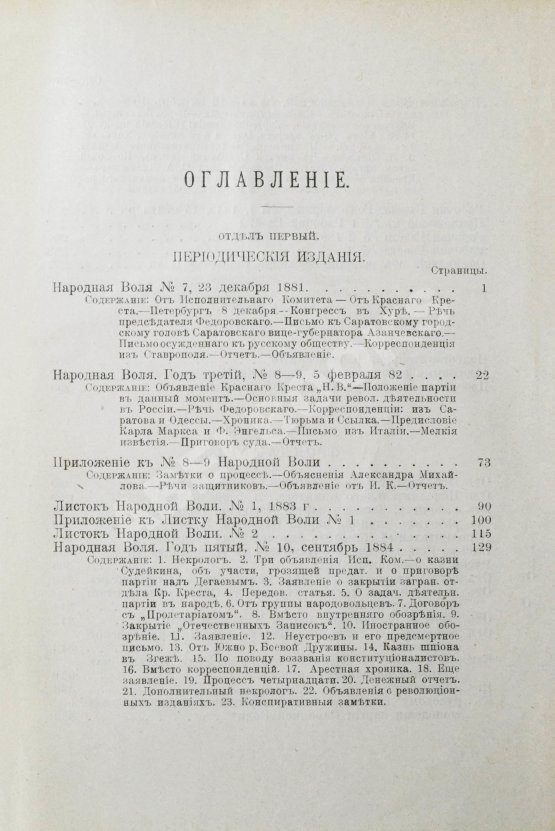 ОГЛАВЛЕНІЕ.
ОТДѢЛЪ ПЕРВЫЙ.
ПЕРІОДИЧЕСКІЯ ИЗДАНІЯ.
Страницы.
Народная Воля № 7, 23 декабря 1881. . . . . . . . . . . 1
Содержаніе: Отъ Исполнительнаго Комитета — Отъ Краснаго Кре-
ста.—Петербургъ 8 декабря — Конгрессъ въ Хурѣ, — Рѣчь
предсѣдателя Федоровскаго.—Письмо къ Саратовскому город-
скому головѣ Саратовскаго вице-губернатора Азанчевскаго.—
Письмо осужденнаго къ русскому обществу.—Корреспонденція
изъ Ставрополя.—Отчетъ.—Объявленіе.
Народная Воля. Годъ третій, № 8—9. 5 февраля 82 . . . . 22
Содержаніе: Объявленіе Краснаго Креста „Н. В.“—Положеніе партіи
въ данный моментъ.—Основныя задачи револ. дѣятельности
въ Россіи.—Рѣчь Федоровскаго.—Корреспонденціи: изъ Са-
ратова и Одессы.—Хроника.—Тюрьма и Ссылка.—Предисловіе
Карла Маркса и Ф. Энгельса.—Письмо изъ Италіи.—Мелкія
извѣстія.—Приговоръ суда.—Отчетъ.
Приложеніе къ № 8—9 Народной Воли . . . . . . . . . . 73
Содержаніе: Замѣтки о процессѣ.—Объясненія Александра Михай-
лова.—Рѣчи защитниковъ.—Объявленіе отъ И. К.—Отчетъ.
Листокъ Народной Воли. № 1, 1883 г . . . . . . . . . . . 90
Приложеніе къ Листку Народной Воли № 1 . . . . . . . . 100
Листокъ Народной Воли. № 2 . . . . . . . . . . . . . . 115
Народная Воля. Годъ пятый, № 10, сентябрь 1884 . . . . . 129
Содержаніе: 1. Некрологъ. 2. Три объявленія Исп. Ком.—о казни
Судейкина, объ участи, грозящей предат. и о приговорѣ
партіи надъ Дегаевымъ. 3. Заявленіе о закрытіи загран. от-
дѣла Кр. Креста, 4. Передов. статья. 5. О задач. дѣятельн.
партіи въ народѣ. 6. Отъ группы народовольцевъ. 7. Договоръ
съ „Пролетаріатомъ“. 8. Вмѣсто внутренняго обозрѣнія. 9.
Закрытіе „Отечественныхъ Записокъ“. 10. Иностранное обо-
зрѣніе. 11. Заявленіе. 12. Неустроевъ и его предсмертное
письмо. 13. Отъ Южно р. Боевой Дружины. 14. Казнь шпіона
въ Згежѣ. 15. По поводу воззванія конституціоналистовъ.
16. Вмѣсто корреспонденцій. 17. Арестная хроника. 18. Еще
заявленіе. 19. Процессъ четырнадцати. 20. Денежный отчетъ.
21. Дополнительный некрологъ. 22. Объявленія о революціон-
ныхъ изданіяхъ. 23. Конспиративныя замѣтки.